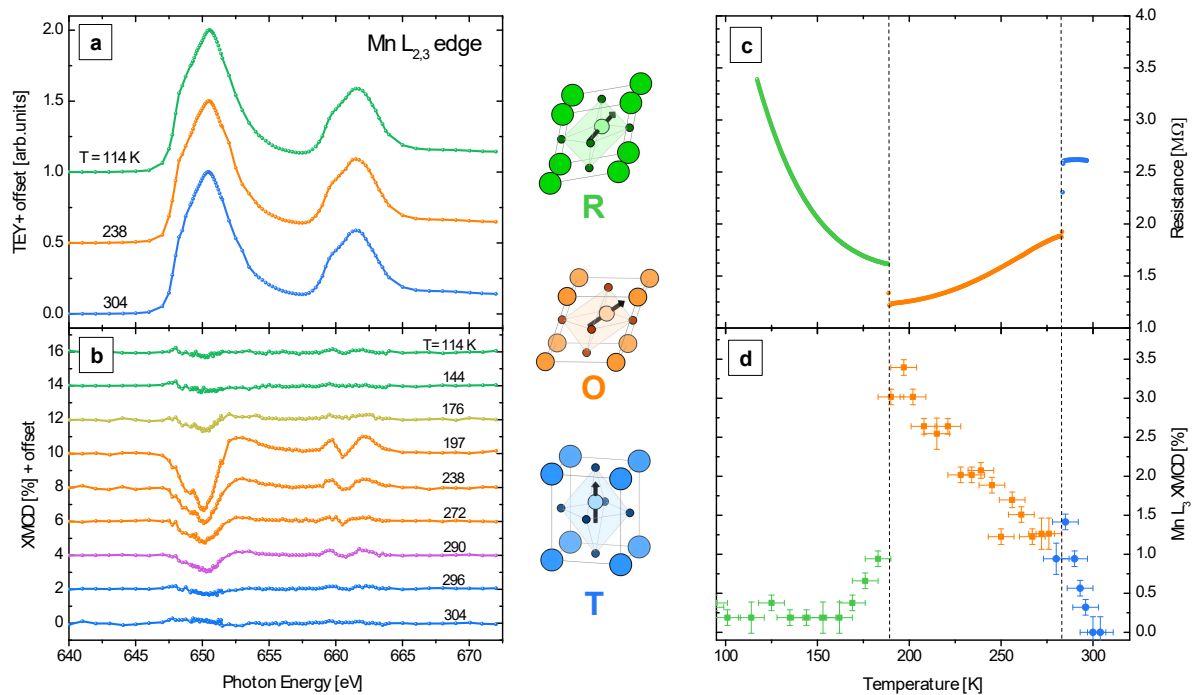 a
Mn L2,3 edge
TEY+ offset [arb.units]
2.0
1.5
1.0
0.5
0.0
T = 114 K
238
304
b
XMCD [%] + offset
16
14
12
10
8
6
4
2
0
T= 114 K
144
176
197
238
272
290
296
304
640 645 650 655 660 665 670
Photon Energy [eV]
R
O
T
c
4.0
3.5
3.0
2.5
2.0
1.5
1.0
Resistance [MΩ]
d
3.5
3.0
2.5
2.0
1.5
1.0
0.5
0.0
Mn L3 XMCD [%]
100 150 200 250 300
Temperature [K]